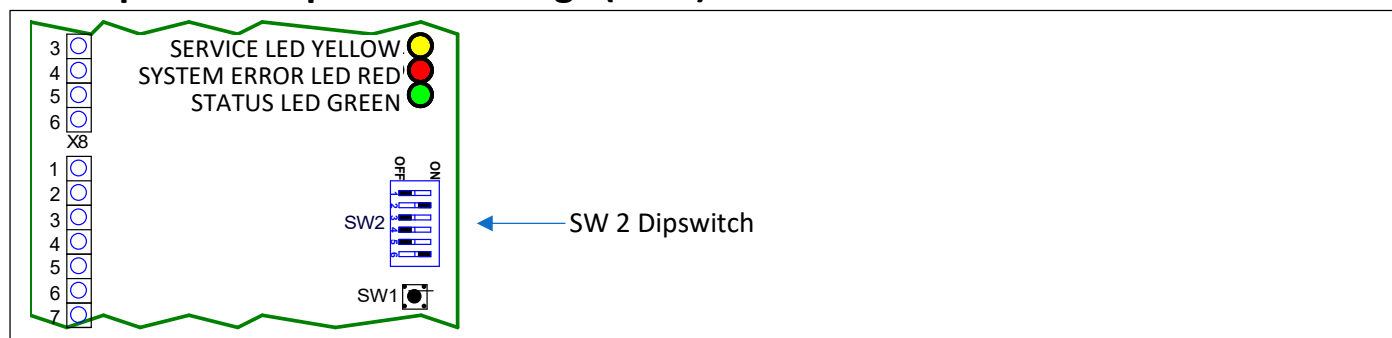 3
SERVICE LED YELLOW
4
SYSTEM ERROR LED RED
5
STATUS LED GREEN
6
X8
1
OFF
ON
2
1
2
3
SW2
3
SW 2 Dipswitch
4
4
5
5
6
6
SW1
7